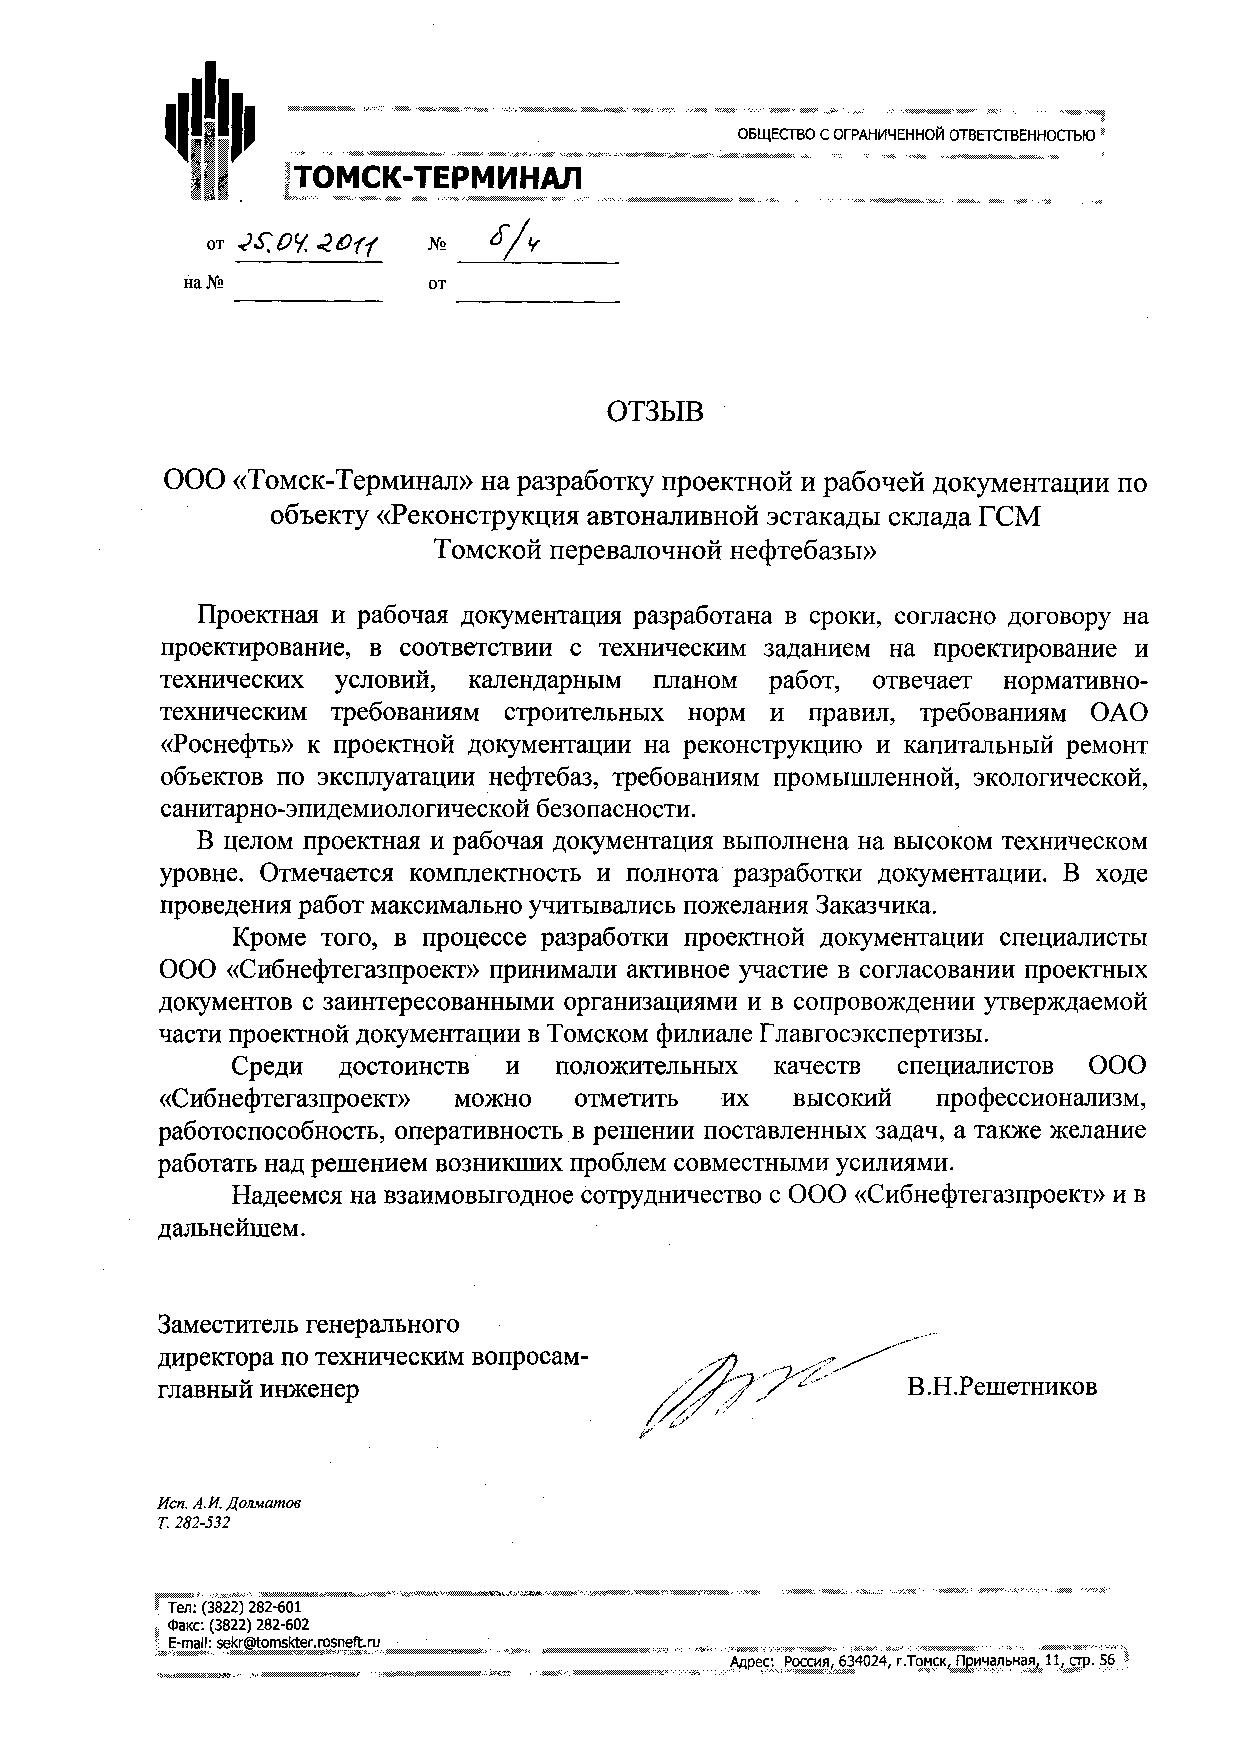 ОБЩЕСТВО С ОГРАНИЧЕННОЙ ОТВЕТСТВЕННОСТЬЮ
ТОМСК-ТЕРМИНАЛ
от 25.04.2011 № б/ч
на № от
ОТЗЫВ
ООО «Томск-Терминал» на разработку проектной и рабочей документации по
объекту «Реконструкция автоналивной эстакады склада ГСМ
Томской перевалочной нефтебазы»
Проектная и рабочая документация разработана в сроки, согласно договору на
проектирование, в соответствии с техническим заданием на проектирование и
технических условий, календарным планом работ, отвечает нормативно-
техническим требованиям строительных норм и правил, требованиям ОАО
«Роснефть» к проектной документации на реконструкцию и капитальный ремонт
объектов по эксплуатации нефтебаз, требованиям промышленной, экологической,
санитарно-эпидемиологической безопасности.
В целом проектная и рабочая документация выполнена на высоком техническом
уровне. Отмечается комплектность и полнота разработки документации. В ходе
проведения работ максимально учитывались пожелания Заказчика.
Кроме того, в процессе разработки проектной документации специалисты
ООО «Сибнефтегазпроект» принимали активное участие в согласовании проектных
документов с заинтересованными организациями и в сопровождении утверждаемой
части проектной документации в Томском филиале Главгосэкспертизы.
Среди достоинств и положительных качеств специалистов ООО
«Сибнефтегазпроект» можно отметить их высокий профессионализм,
работоспособность, оперативность в решении поставленных задач, а также желание
работать над решением возникших проблем совместными усилиями.
Надеемся на взаимовыгодное сотрудничество с ООО «Сибнефтегазпроект» и в
дальнейшем.
Заместитель генерального
директора по техническим вопросам-
главный инженер В.Н.Решетников
Исп. А.И. Долматов
Т. 282-532
Тел: (3822) 282-601
Факс: (3822) 282-602
E-mail: sekr@tomskter.rosneft.ru
Адрес: Россия, 634024, г.Томск, Причальная, 11, стр. 56